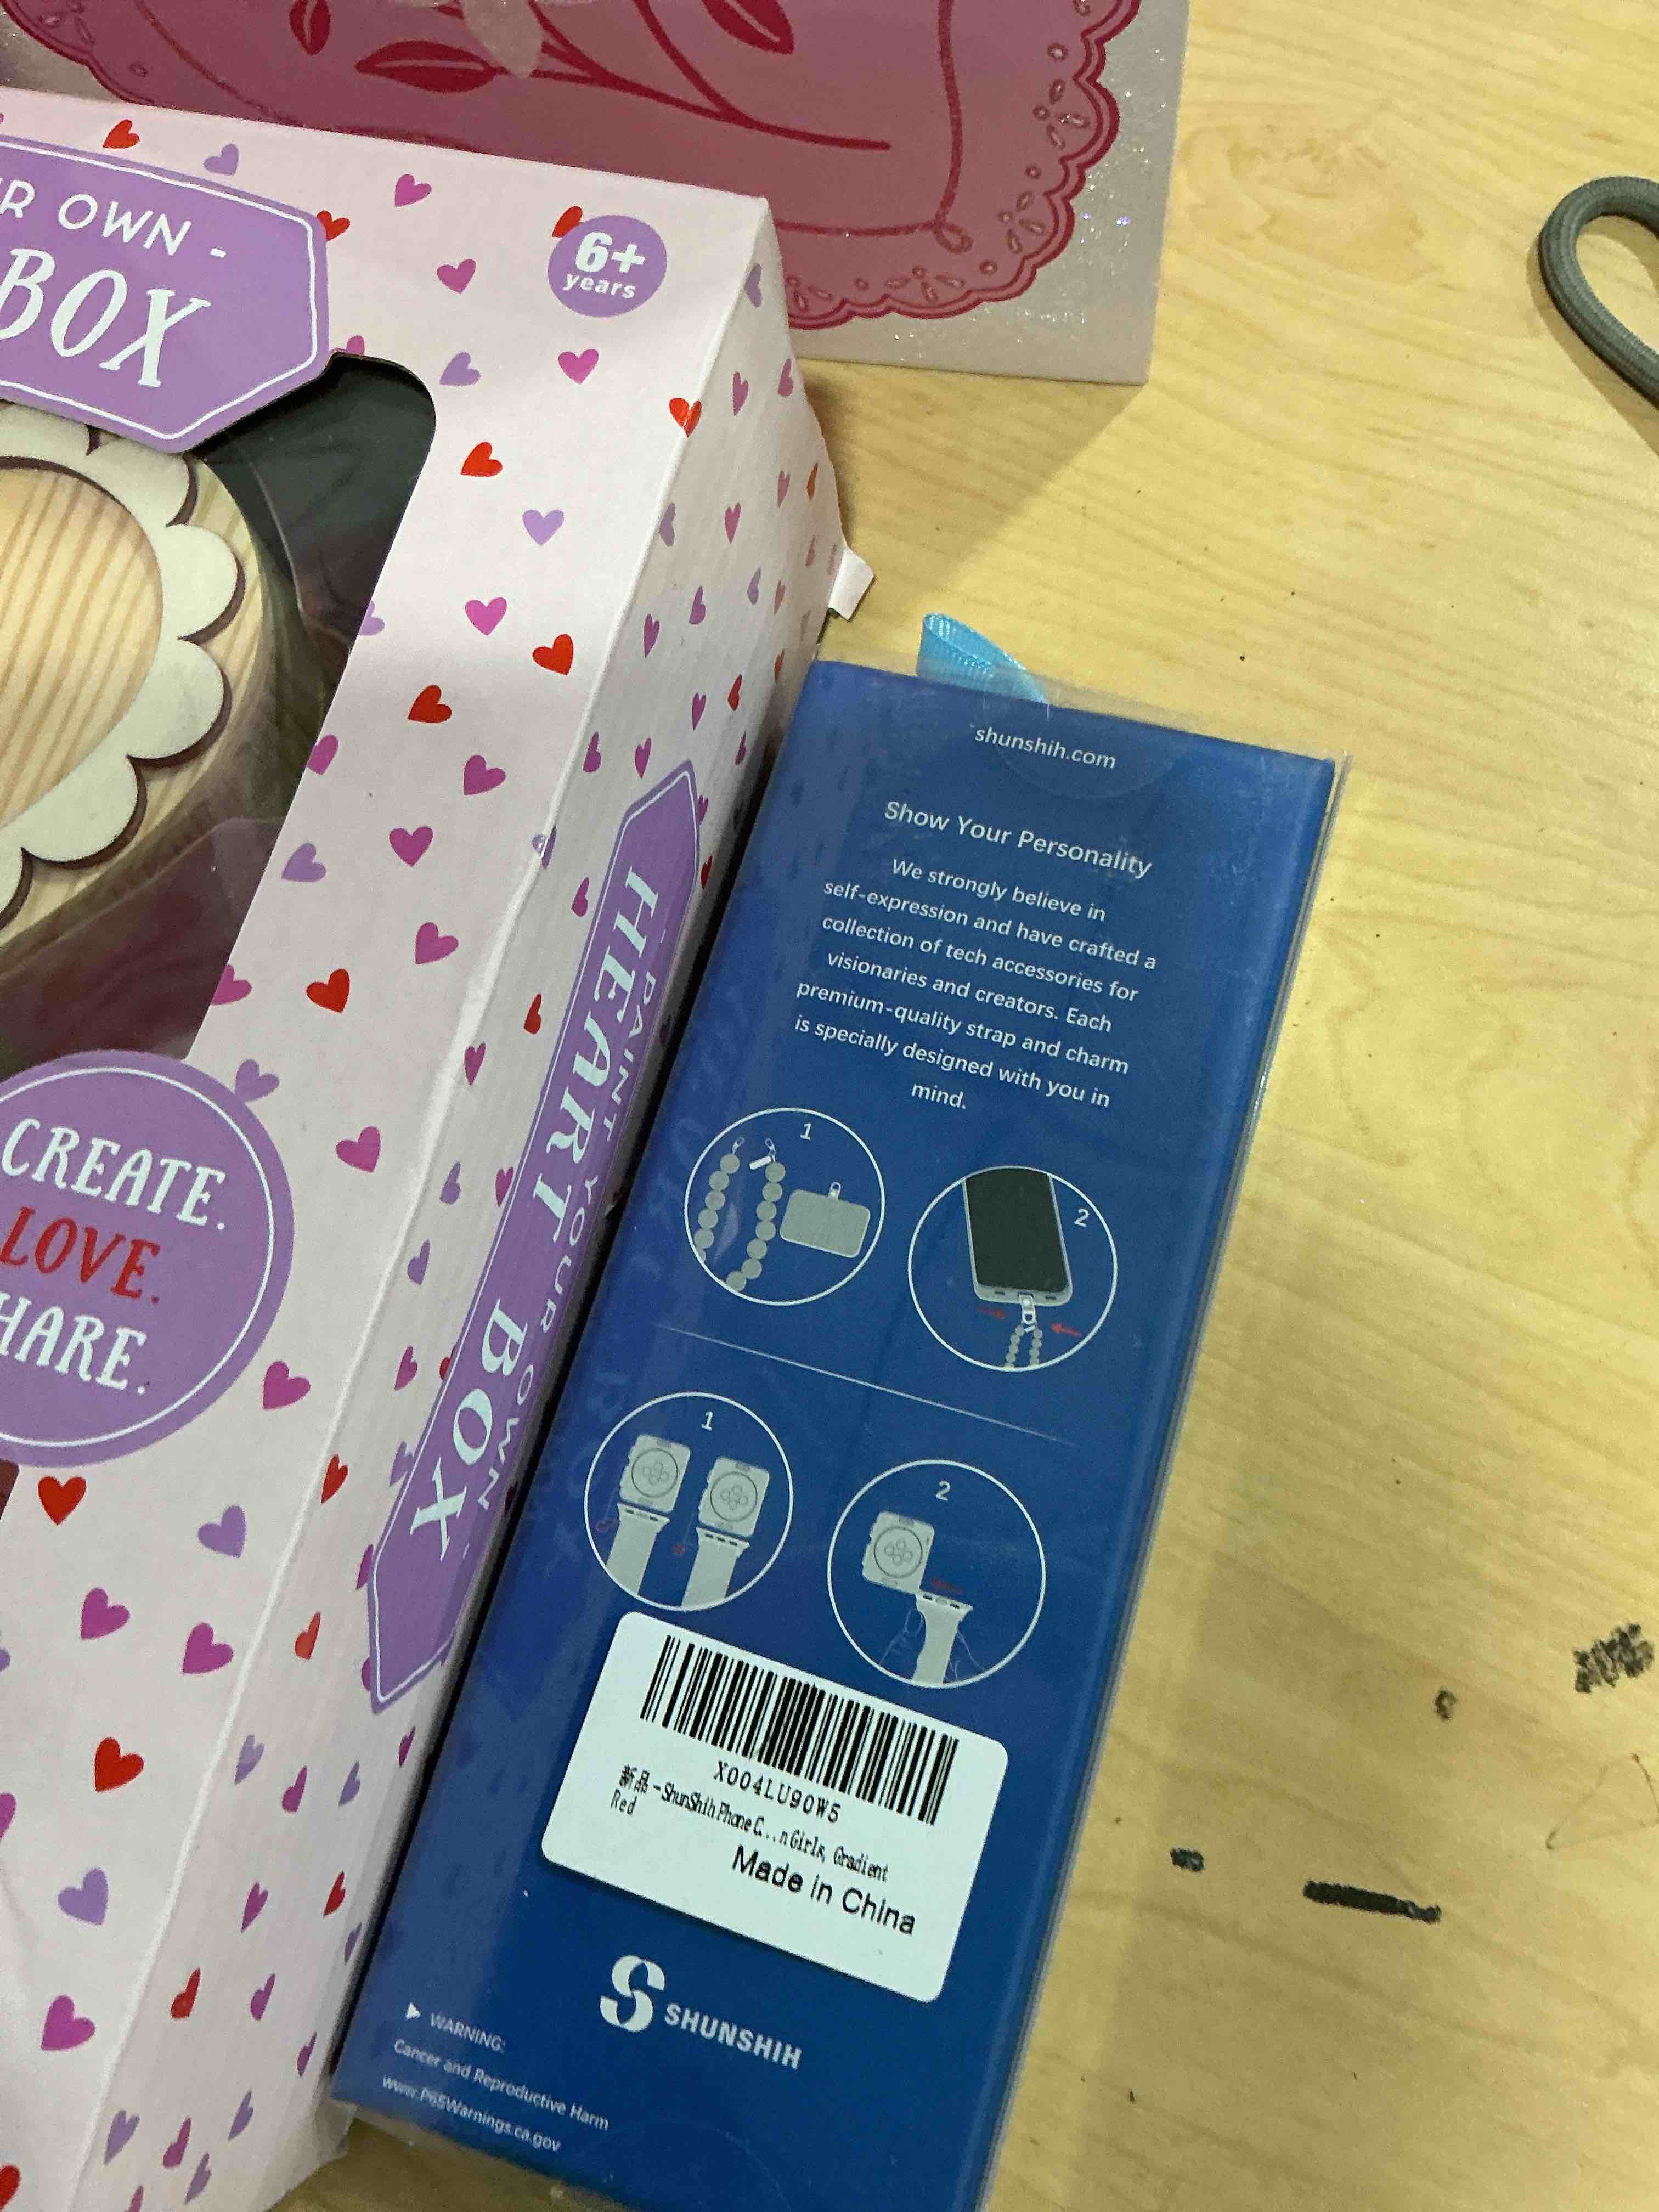 R OWN -
BOX
6+
years
CREATE.
LOVE.
HARE.
PAINT YOUR OWN
HEART BOX
shunshih.com
Show Your Personality
We strongly believe in
self-expression and have crafted a
collection of tech accessories for
visionaries and creators. Each
premium-quality strap and charm
is specially designed with you in
mind.
1
2
1
2
X004LU90W5
新品-ShunShih Phone C...n Girls, Gradient
Red
Made in China
S SHUNSHIH
WARNING:
Cancer and Reproductive Harm
www.P65Warnings.ca.gov